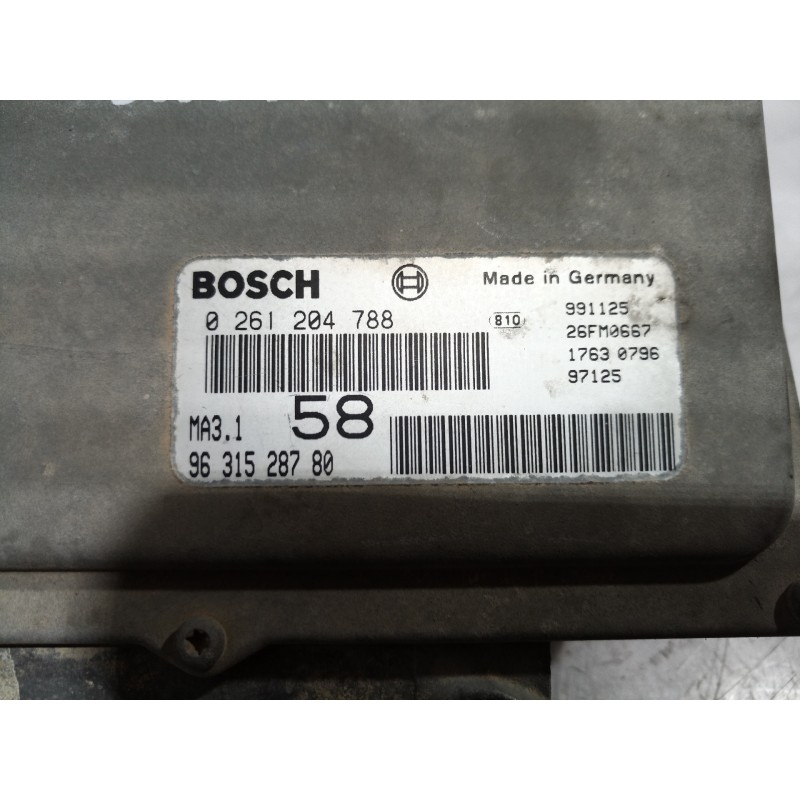 BOSCH
Made in Germany
0 261 204 788
810
991125
26FM0667
1763 0796
97125
MA3.1
58
96 315 287 80